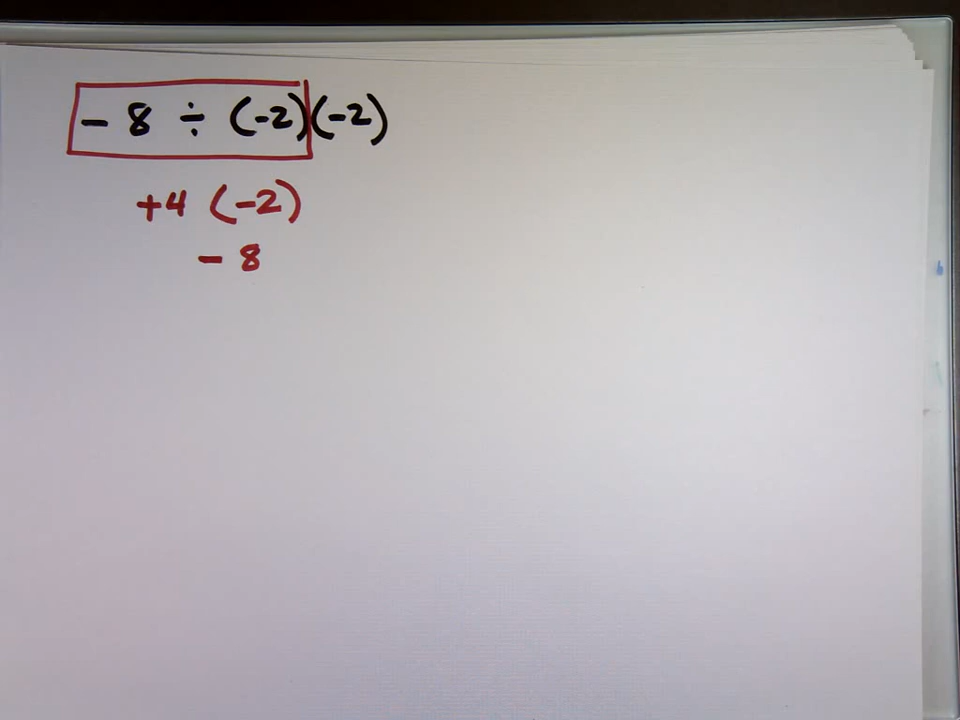 - 8 ÷ (-2)(-2)
+4 (-2)
- 8